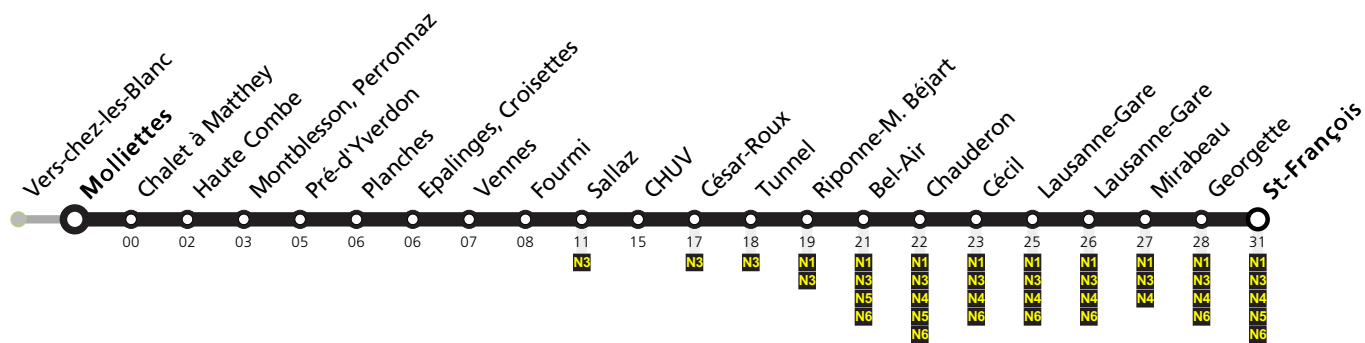 Vers-chez-les-Blanc
Molliettes
Chalet à Matthey
Haute Combe
Montblesson, Perronnaz
Pré-d'Yverdon
Planches
Epalinges, Croisettes
Vennes
Fourmi
Sallaz
CHUV
César-Roux
Tunnel
Riponne-M. Béjart
Bel-Air
Chauderon
Cécil
Lausanne-Gare
Lausanne-Gare
Mirabeau
Georgette
St-François
00 02 03 05 06 06 07 08 11 15 17 18 19 21 22 23 25 26 27 28 31
N3 N3 N3 N1 N1 N1 N1 N1 N1 N1 N1 N1
N3 N3 N3 N3 N3 N3 N3 N3 N3
N5 N4 N4 N4 N4 N4 N4 N4
N6 N5 N6 N6 N6 N6 N5
N6 N6